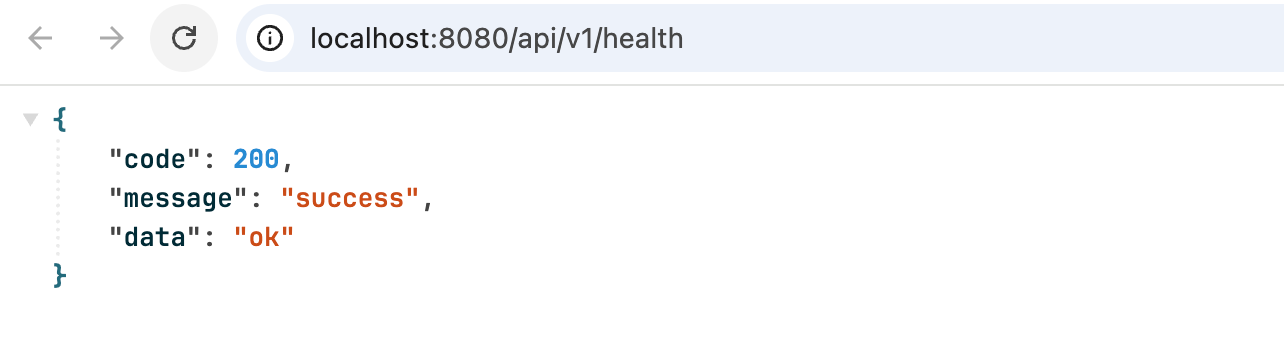 localhost:8080/api/v1/health
{
"code": 200,
"message": "success",
"data": "ok"
}